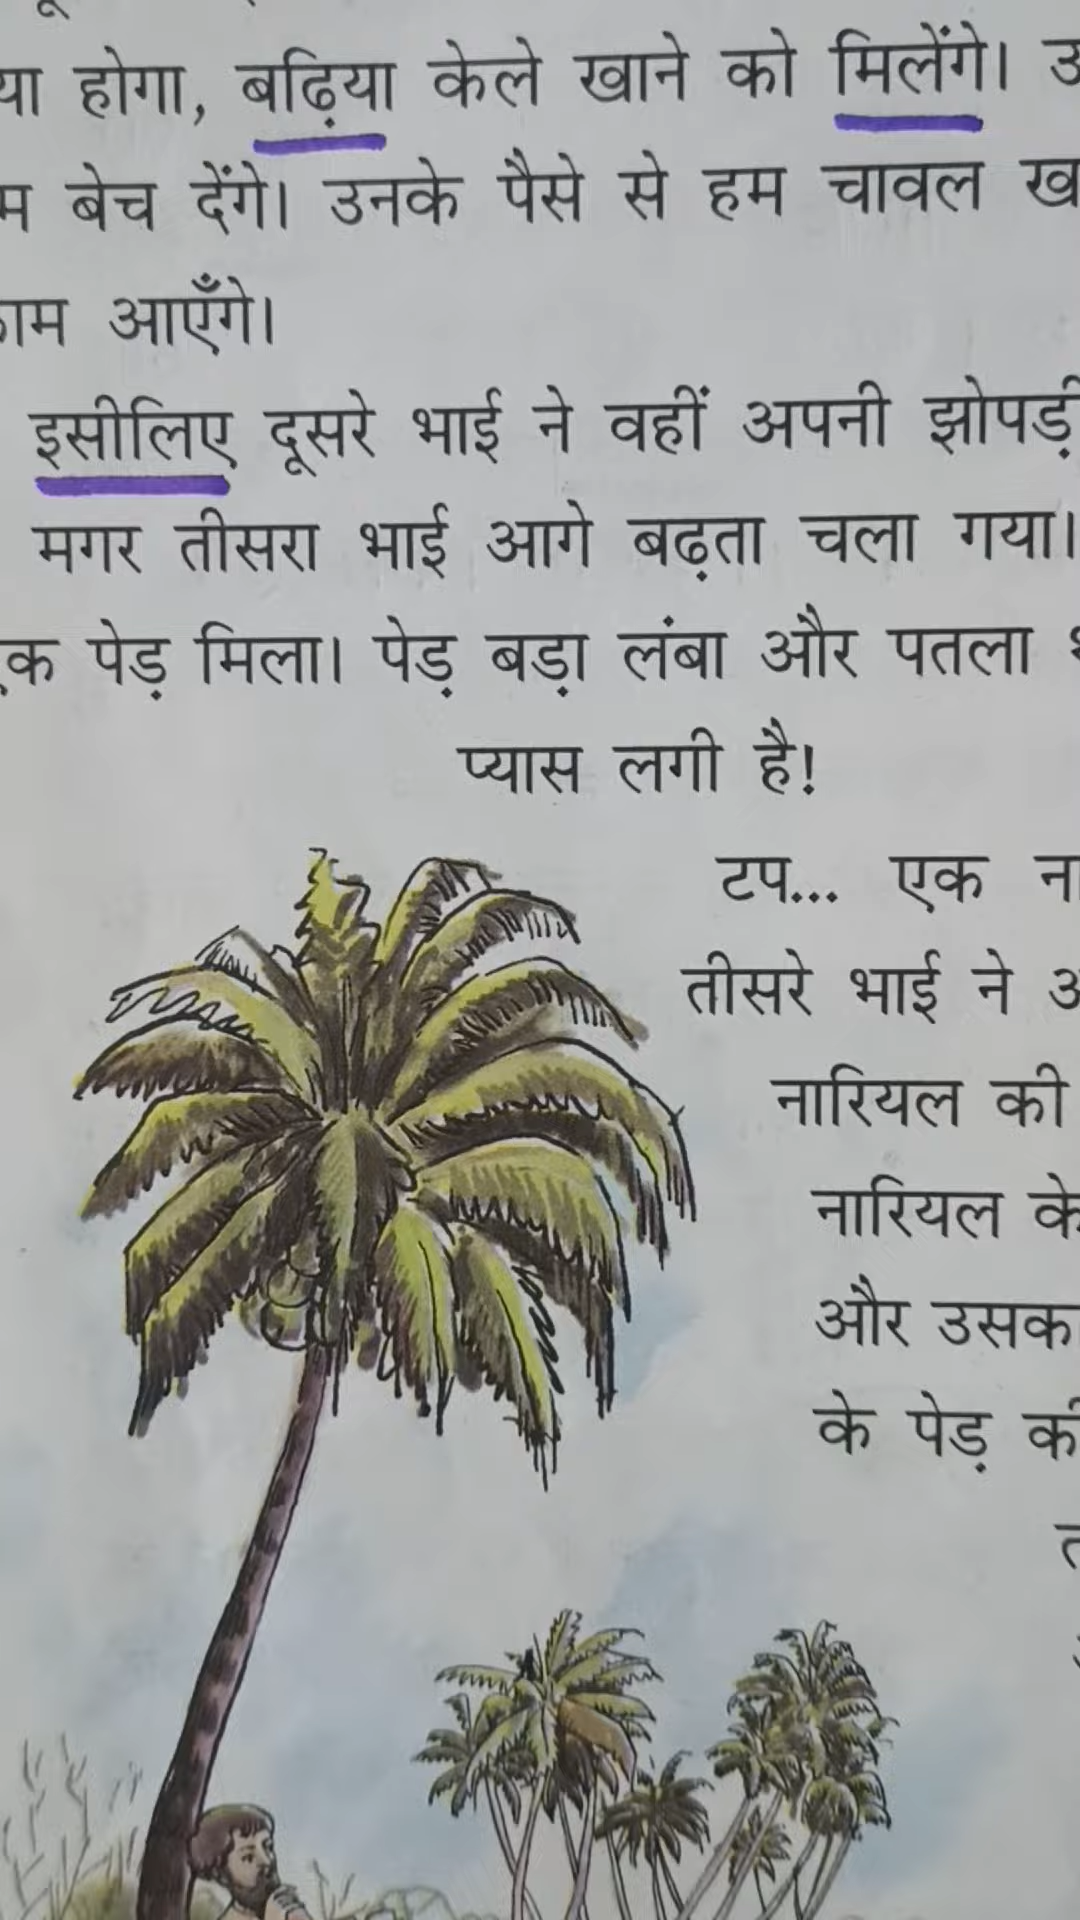 होगा, बढ़िया केले खाने को मिलेंगे।
बेच देंगे। उनके पैसे से हम चावल
आएँगे।
इसीलिए दूसरे भाई ने वहीं अपनी झोपड़ी
मगर तीसरा भाई आगे बढ़ता चला गया।
पेड़ मिला। पेड़ बड़ा लंबा और पतला
प्यास लगी है!
टप... एक
तीसरे भाई ने
नारियल की
नारियल के
और
के पेड़